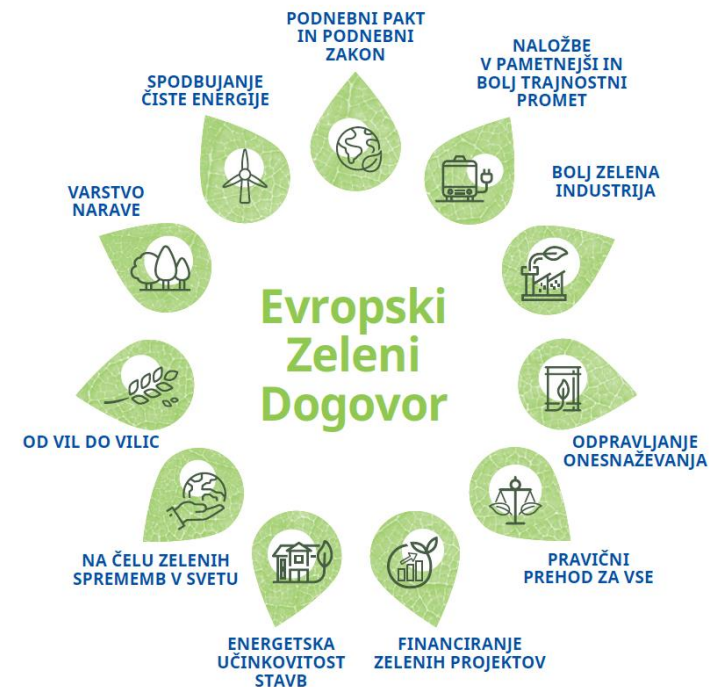 PODNEBNI PAKT
IN PODNEBNI
ZAKON
NALOŽBE
V PAMETNEJŠI IN
BOLJ TRAJNOSTNI
PROMET
SPODBUJANJE
ČISTE ENERGIJE
BOLJ ZELENA
INDUSTRIJA
VARSTVO
NARAVE
Evropski
Zeleni
Dogovor
OD VIL DO VILIC
ODPRAVLJANJE
ONESNAŽEVANJA
NA ČELU ZELENIH
SPREMEMB V SVETU
PRAVIČNI
PREHOD ZA VSE
ENERGETSKA
UČINKOVITOST
STAVB
FINANCIRANJE
ZELENIH PROJEKTOV